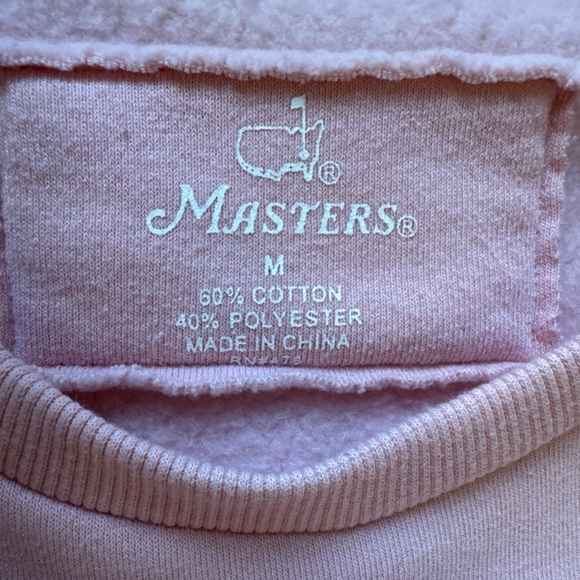 ®
MASTERS®
M
60% COTTON
40% POLYESTER
MADE IN CHINA